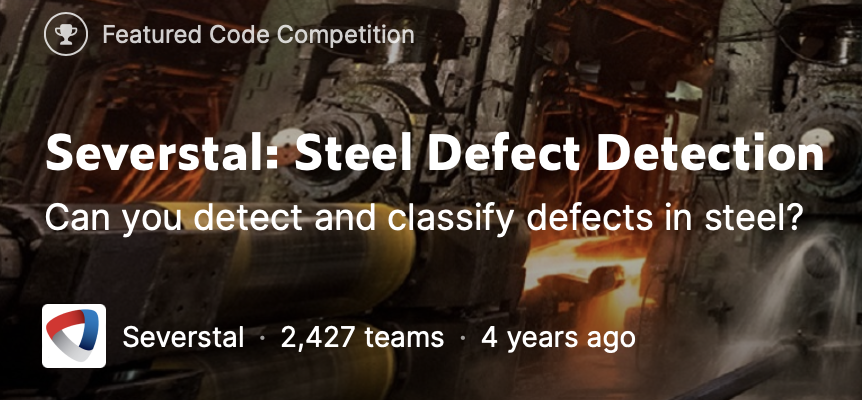 Featured Code Competition
Severstal: Steel Defect Detection
Can you detect and classify defects in steel?
Severstal · 2,427 teams · 4 years ago